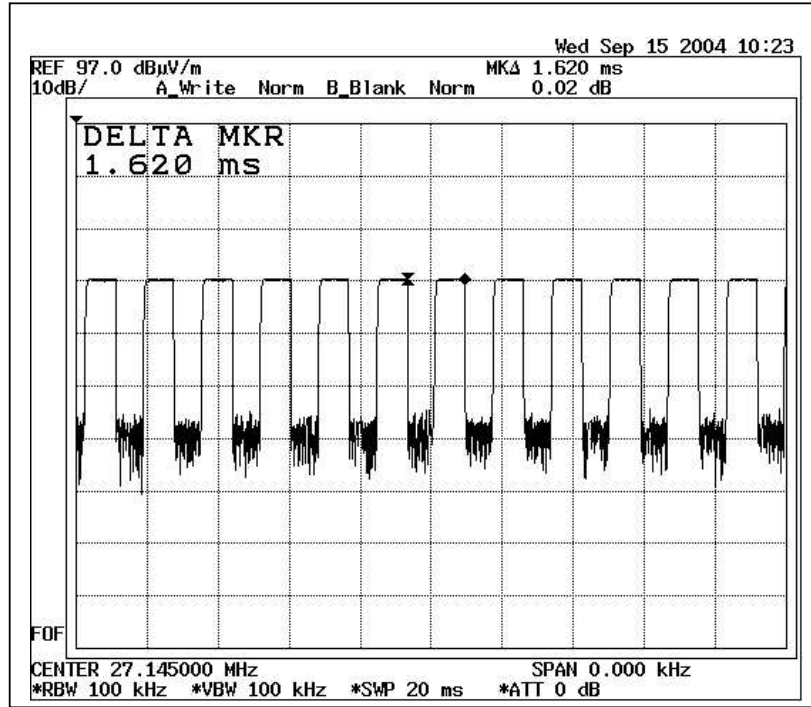 Wed Sep 15 2004 10:23
REF 97.0 dBµV/m MKΔ 1.620 ms
10dB/ A_Write Norm B_Blank Norm 0.02 dB
DELTA MKR
1.620 ms
FOF
CENTER 27.145000 MHz SPAN 0.000 kHz
*RBW 100 kHz *VBW 100 kHz *SWP 20 ms *ATT 0 dB